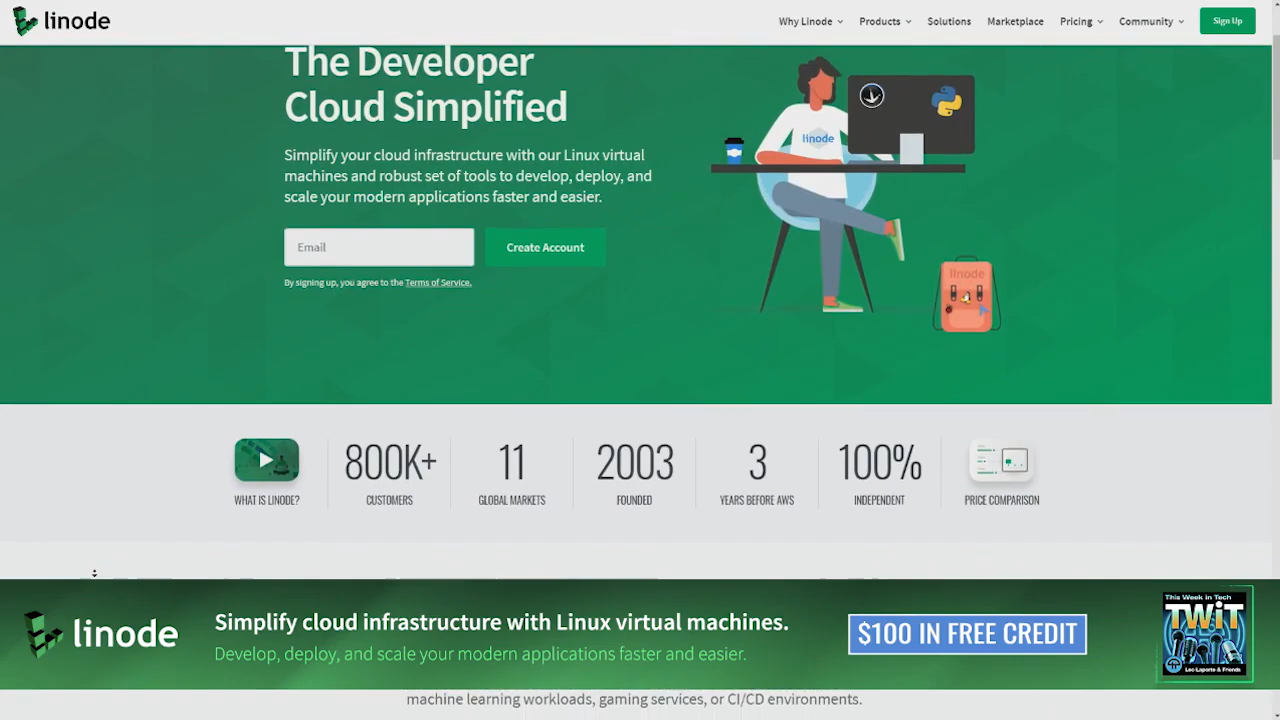 linode
Why Linode
Products
Solutions
Marketplace
Pricing
Community
Sign Up
The Developer
Cloud Simplified
Simplify your cloud infrastructure with our Linux virtual
machines and robust set of tools to develop, deploy, and
scale your modern applications faster and easier.
Email
Create Account
By signing up, you agree to the Terms of Service.
linode
linode
WHAT IS LINODE?
800K+
CUSTOMERS
11
GLOBAL MARKETS
2003
FOUNDED
3
YEARS BEFORE AWS
100%
INDEPENDENT
PRICE COMPARISON
linode
Simplify cloud infrastructure with Linux virtual machines.
Develop, deploy, and scale your modern applications faster and easier.
$100 IN FREE CREDIT
This Week in Tech
TWiT
Leo Laporte & Friends
machine learning workloads, gaming services, or CI/CD environments.